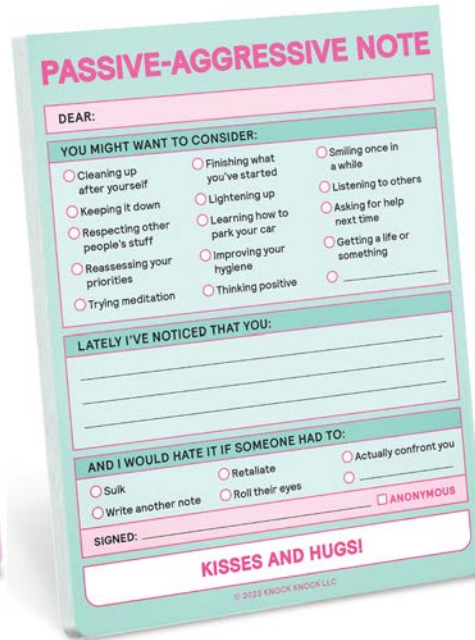 PASSIVE-AGGRESSIVE NOTE
DEAR:
YOU MIGHT WANT TO CONSIDER:
Cleaning up
after yourself
Keeping it down
Respecting other
people's stuff
Reassessing your
priorities
Trying meditation
Finishing what
you've started
Lightening up
Learning how to
park your car
Improving your
hygiene
Thinking positive
Smiling once in
a while
Listening to others
Asking for help
next time
Getting a life or
something
LATELY I'VE NOTICED THAT YOU:
AND I WOULD HATE IT IF SOMEONE HAD TO:
Sulk
Write another note
Retaliate
Roll their eyes
Actually confront you
SIGNED:
ANONYMOUS
KISSES AND HUGS!
© 2023 KNOCK KNOCK LLC